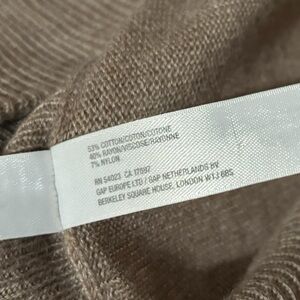 53% COTTON/COTON/COTONE
40% RAYON/VISCOSE/RAYONNE
7% NYLON
RN 54023 CA 17897
GAP EUROPE LTD / GAP NETHERLANDS BV
BERKELEY SQUARE HOUSE, LONDON W1J 6BS